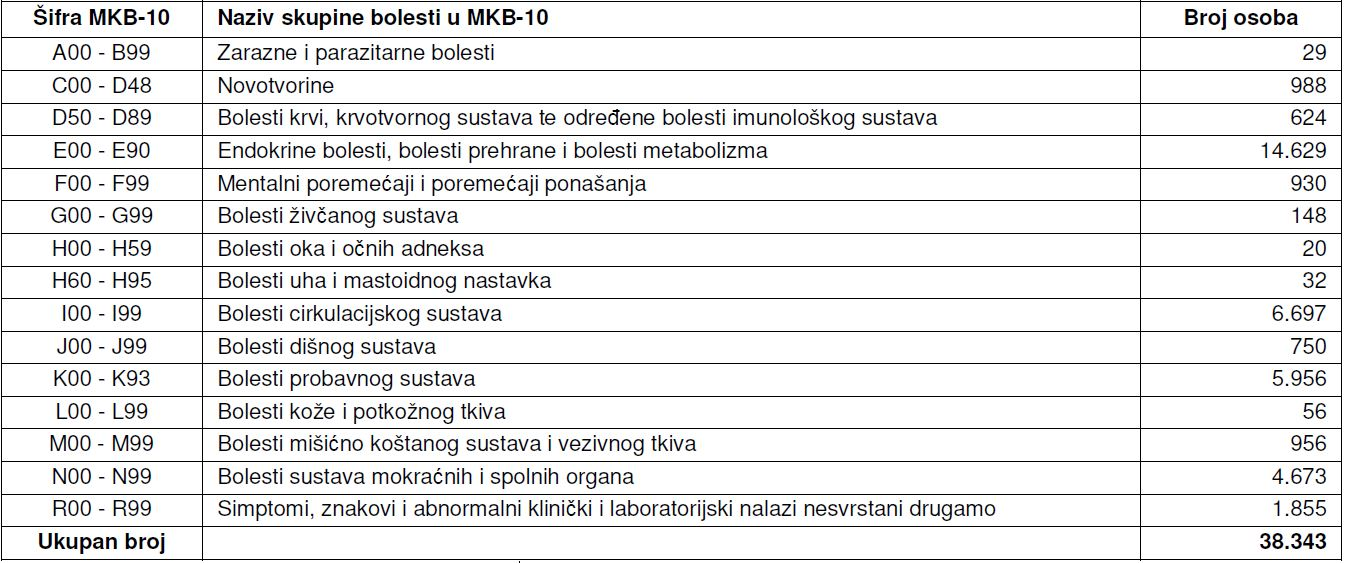 Šifra MKB-10 Naziv skupine bolesti u MKB-10 Broj osoba
A00 - B99 Zarazne i parazitarne bolesti 29
C00 - D48 Novotvorine 988
D50 - D89 Bolesti krvi, krvotvornog sustava te određene bolesti imunološkog sustava 624
E00 - E90 Endokrine bolesti, bolesti prehrane i bolesti metabolizma 14.629
F00 - F99 Mentalni poremećaji i poremećaji ponašanja 930
G00 - G99 Bolesti živčanog sustava 148
H00 - H59 Bolesti oka i očnih adneksa 20
H60 - H95 Bolesti uha i mastoidnog nastavka 32
I00 - I99 Bolesti cirkulacijskog sustava 6.697
J00 - J99 Bolesti dišnog sustava 750
K00 - K93 Bolesti probavnog sustava 5.956
L00 - L99 Bolesti kože i potkožnog tkiva 56
M00 - M99 Bolesti mišićno koštanog sustava i vezivnog tkiva 956
N00 - N99 Bolesti sustava mokraćnih i spolnih organa 4.673
R00 - R99 Simptomi, znakovi i abnormalni klinički i laboratorijski nalazi nesvrstani drugamo 1.855
Ukupan broj 38.343